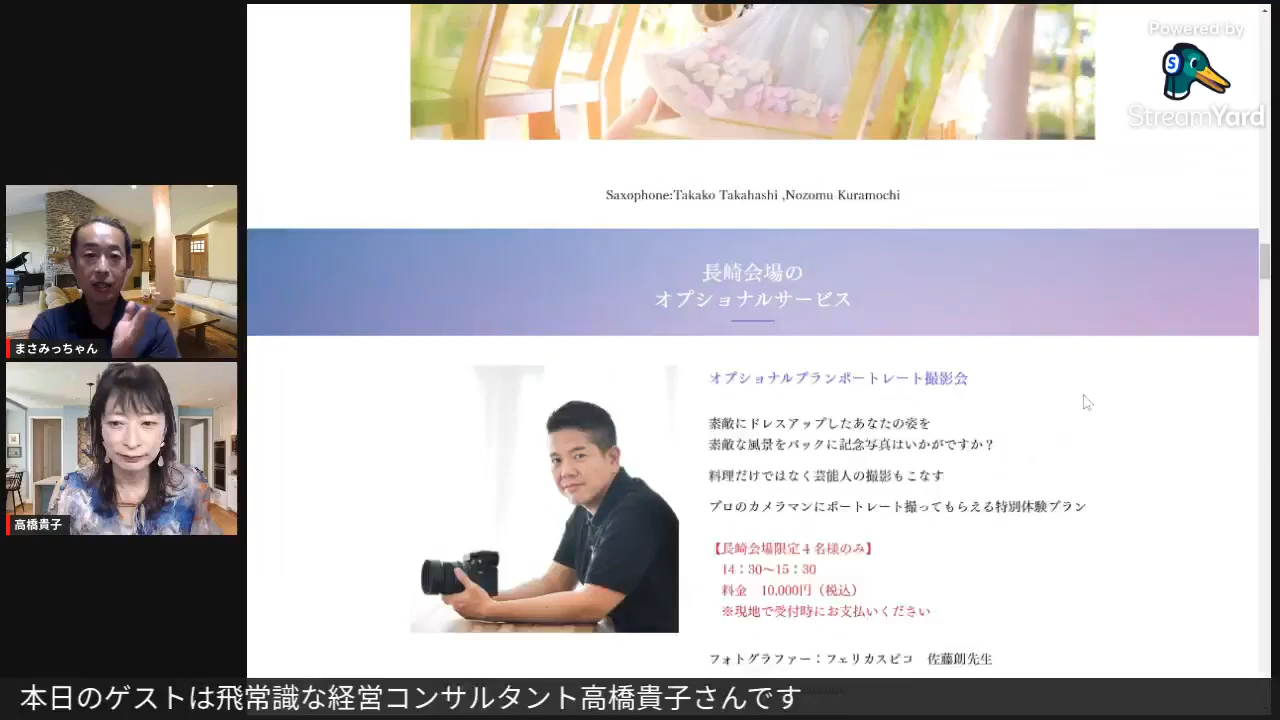 Powered by
S
StreamYard
Saxophone:Takako Takahashi ,Nozomu Kuramochi
長崎会場の
オプショナルサービス
まさみっちゃん
高橋貴子
オプショナルプランポートレート撮影会
素敵にドレスアップしたあなたの姿を
素敵な風景をバックに記念写真はいかがですか？
料理だけではなく芸能人の撮影もこなす
プロのカメラマンにポートレート撮ってもらえる特別体験プラン
【長崎会場限定４名様のみ】
14：30〜15：30
料金　10,000円（税込）
※現地で受付時にお支払いください
フォトグラファー：フェリカスピコ　佐藤朗先生
本日のゲストは飛常識な経営コンサルタント高橋貴子さんです